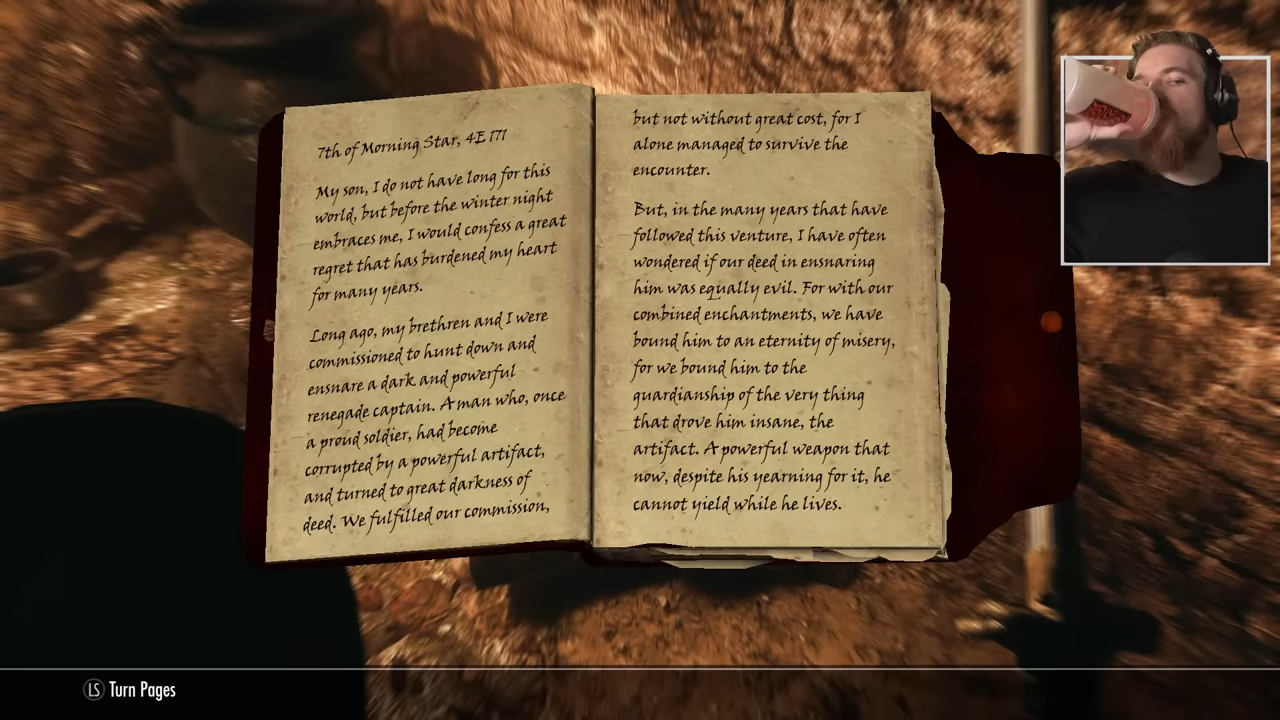 7th of Morning Star, 4E 171
My son, I do not have long for this
world, but before the winter night
embraces me, I would confess a great
regret that has burdened my heart
for many years.
Long ago, my brethren and I were
commissioned to hunt down and
ensnare a dark and powerful
renegade captain. A man who, once
a proud soldier, had become
corrupted by a powerful artifact,
and turned to great darkness of
deed. We fulfilled our commission,
but not without great cost, for I
alone managed to survive the
encounter.
But, in the many years that have
followed this venture, I have often
wondered if our deed in ensnaring
him was equally evil. For with our
combined enchantments, we have
bound him to an eternity of misery,
for we bound him to the
guardianship of the very thing
that drove him insane, the
artifact. A powerful weapon that
now, despite his yearning for it, he
cannot yield while he lives.
LS Turn Pages